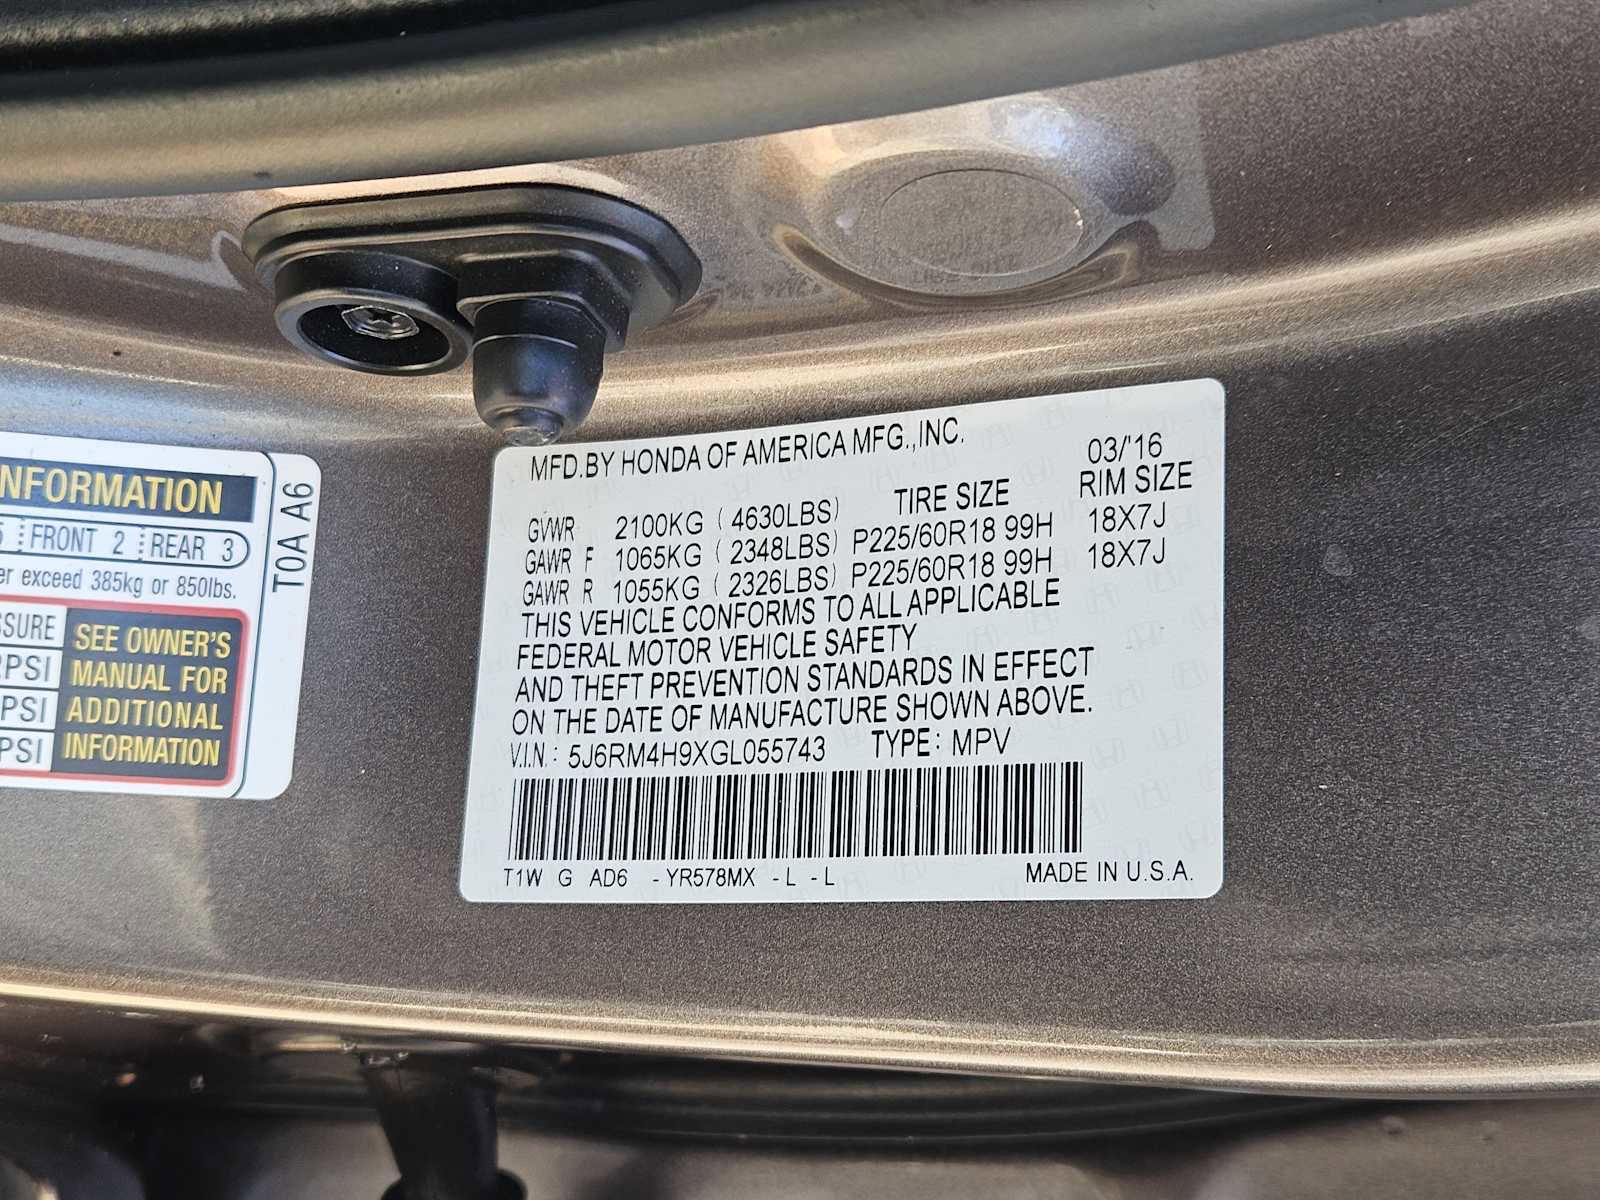 NFORMATION
FRONT 2 REAR 3
er exceed 385kg or 850lbs.
SSURE
PSI
PSI
PSI
SEE OWNER'S
MANUAL FOR
ADDITIONAL
INFORMATION
T0A A6
MFD.BY HONDA OF AMERICA MFG.,INC. 03/'16
TIRE SIZE RIM SIZE
GVWR 2100KG ( 4630LBS)
GAWR F 1065KG ( 2348LBS) P225/60R18 99H 18X7J
GAWR R 1055KG ( 2326LBS) P225/60R18 99H 18X7J
THIS VEHICLE CONFORMS TO ALL APPLICABLE
FEDERAL MOTOR VEHICLE SAFETY
AND THEFT PREVENTION STANDARDS IN EFFECT
ON THE DATE OF MANUFACTURE SHOWN ABOVE.
V.I.N. : 5J6RM4H9XGL055743 TYPE : MPV
T1W G AD6 - YR578MX - L - L MADE IN U.S.A.